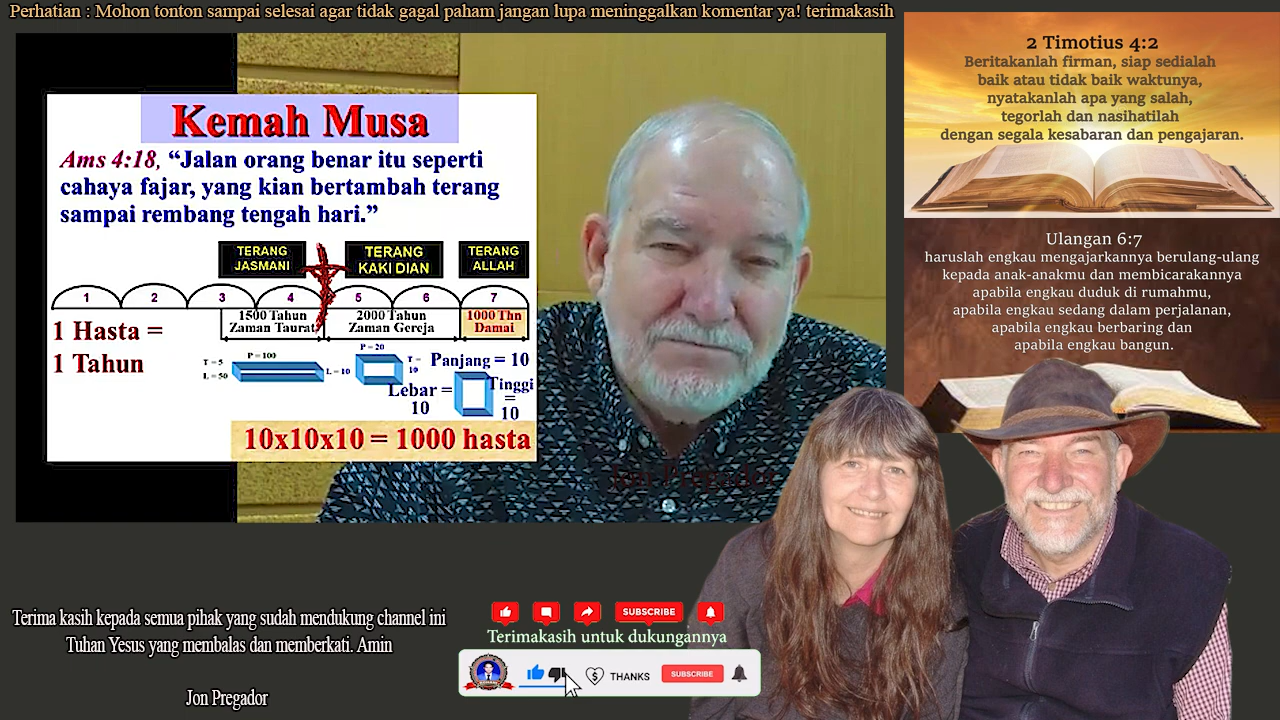 Perhatian : Mohon tonton sampai selesai agar tidak gagal paham jangan lupa meninggalkan komentar ya! terimakasih
Kemah Musa
Ams 4:18, “Jalan orang benar itu seperti
cahaya fajar, yang kian bertambah terang
sampai rembang tengah hari.”
TERANG
JASMANI
TERANG
KAKI DIAN
TERANG
ALLAH
1 2 3 4 5 6 7
1500 Tahun
Zaman Taurat
2000 Tahun
Zaman Gereja
1000 Thn
Damai
1 Hasta =
1 Tahun
P = 100
T = 5
L = 50
P = 20
L = 10
T =
10
Panjang = 10
Lebar =
10
Tinggi
=
10
10x10x10 = 1000 hasta
Jon Pregador
2 Timotius 4:2
Beritakanlah firman, siap sedialah
baik atau tidak baik waktunya,
nyatakanlah apa yang salah,
tegorlah dan nasihatilah
dengan segala kesabaran dan pengajaran.
Ulangan 6:7
haruslah engkau mengajarkannya berulang-ulang
kepada anak-anakmu dan membicarakannya
apabila engkau duduk di rumahmu,
apabila engkau sedang dalam perjalanan,
apabila engkau berbaring dan
apabila engkau bangun.
Terima kasih kepada semua pihak yang sudah mendukung channel ini
Tuhan Yesus yang membalas dan memberkati. Amin
Jon Pregador
SUBSCRIBE
Terimakasih untuk dukungannya
THANKS
SUBSCRIBE